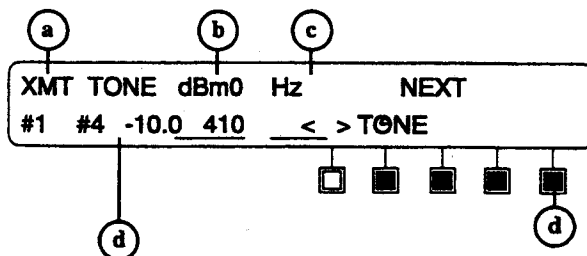 a b c
XMT TONE dBm0 Hz NEXT
#1 #4 -10.0 410 < > TONE
d d